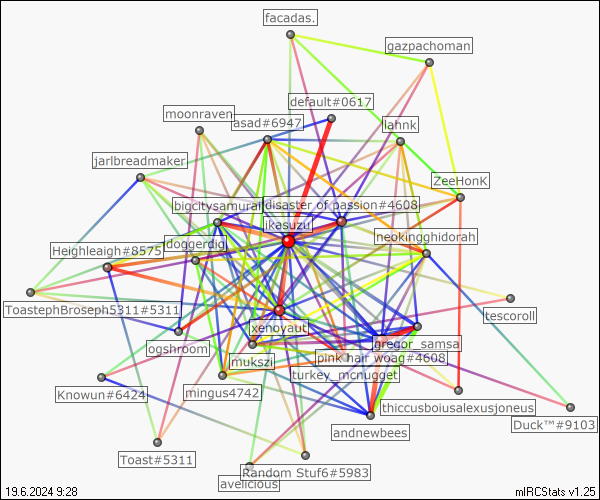 facadas.
gazpachoman
default#0617
moonraven
asad#6947
lahnk
jarlbreadmaker
ZeeHonK
bigcitysamurai
disaster of passion#4608
ikasuzu
neokingghidorah
doggerdig
Heighleaigh#8575
ToastephBroseph5311#5311
tescoroll
xenoyaut
gregor_samsa
ogshroom
mukszi
pink hair woag#4608
turkey_mcnugget
Knowun#6424
mingus4742
thiccusboiusalexusjoneus
Duck™#9103
andnewbees
Toast#5311
Random Stuf6#5983
avelicious
19.6.2024 9:28
mIRCStats v1.25